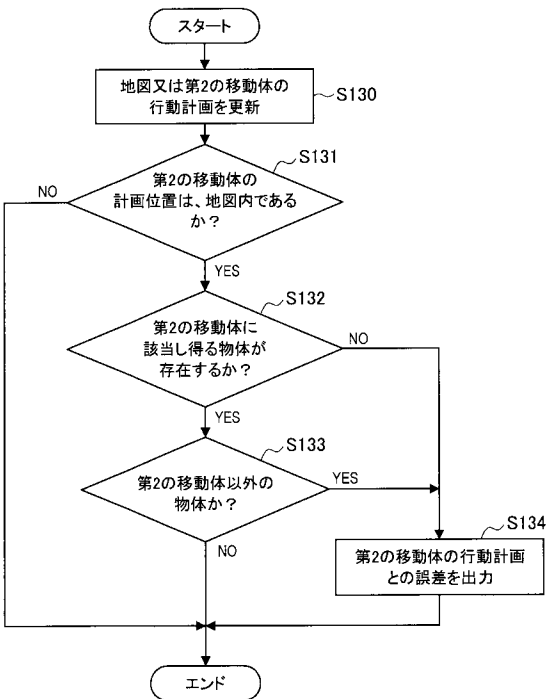 スタート
地図又は第2の移動体の
行動計画を更新
S130
S131
第2の移動体の
計画位置は、地図内である
か？
NO
YES
S132
第2の移動体に
該当し得る物体が
存在するか？
NO
YES
S133
第2の移動体以外の
物体か？
YES
NO
S134
第2の移動体の行動計画
との誤差を出力
エンド